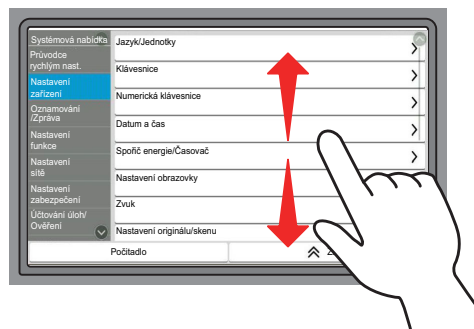 Systémová nabídka
Průvodce
rychlým nast.
Nastavení
zařízení
Oznamování
/Zpráva
Nastavení
funkce
Nastavení
sítě
Nastavení
zabezpečení
Účtování úloh/
Ověření
Jazyk/Jednotky
Klávesnice
Numerická klávesnice
Datum a čas
Spořič energie/Časovač
Nastavení obrazovky
Zvuk
Nastavení originálu/skenu
Počitadlo